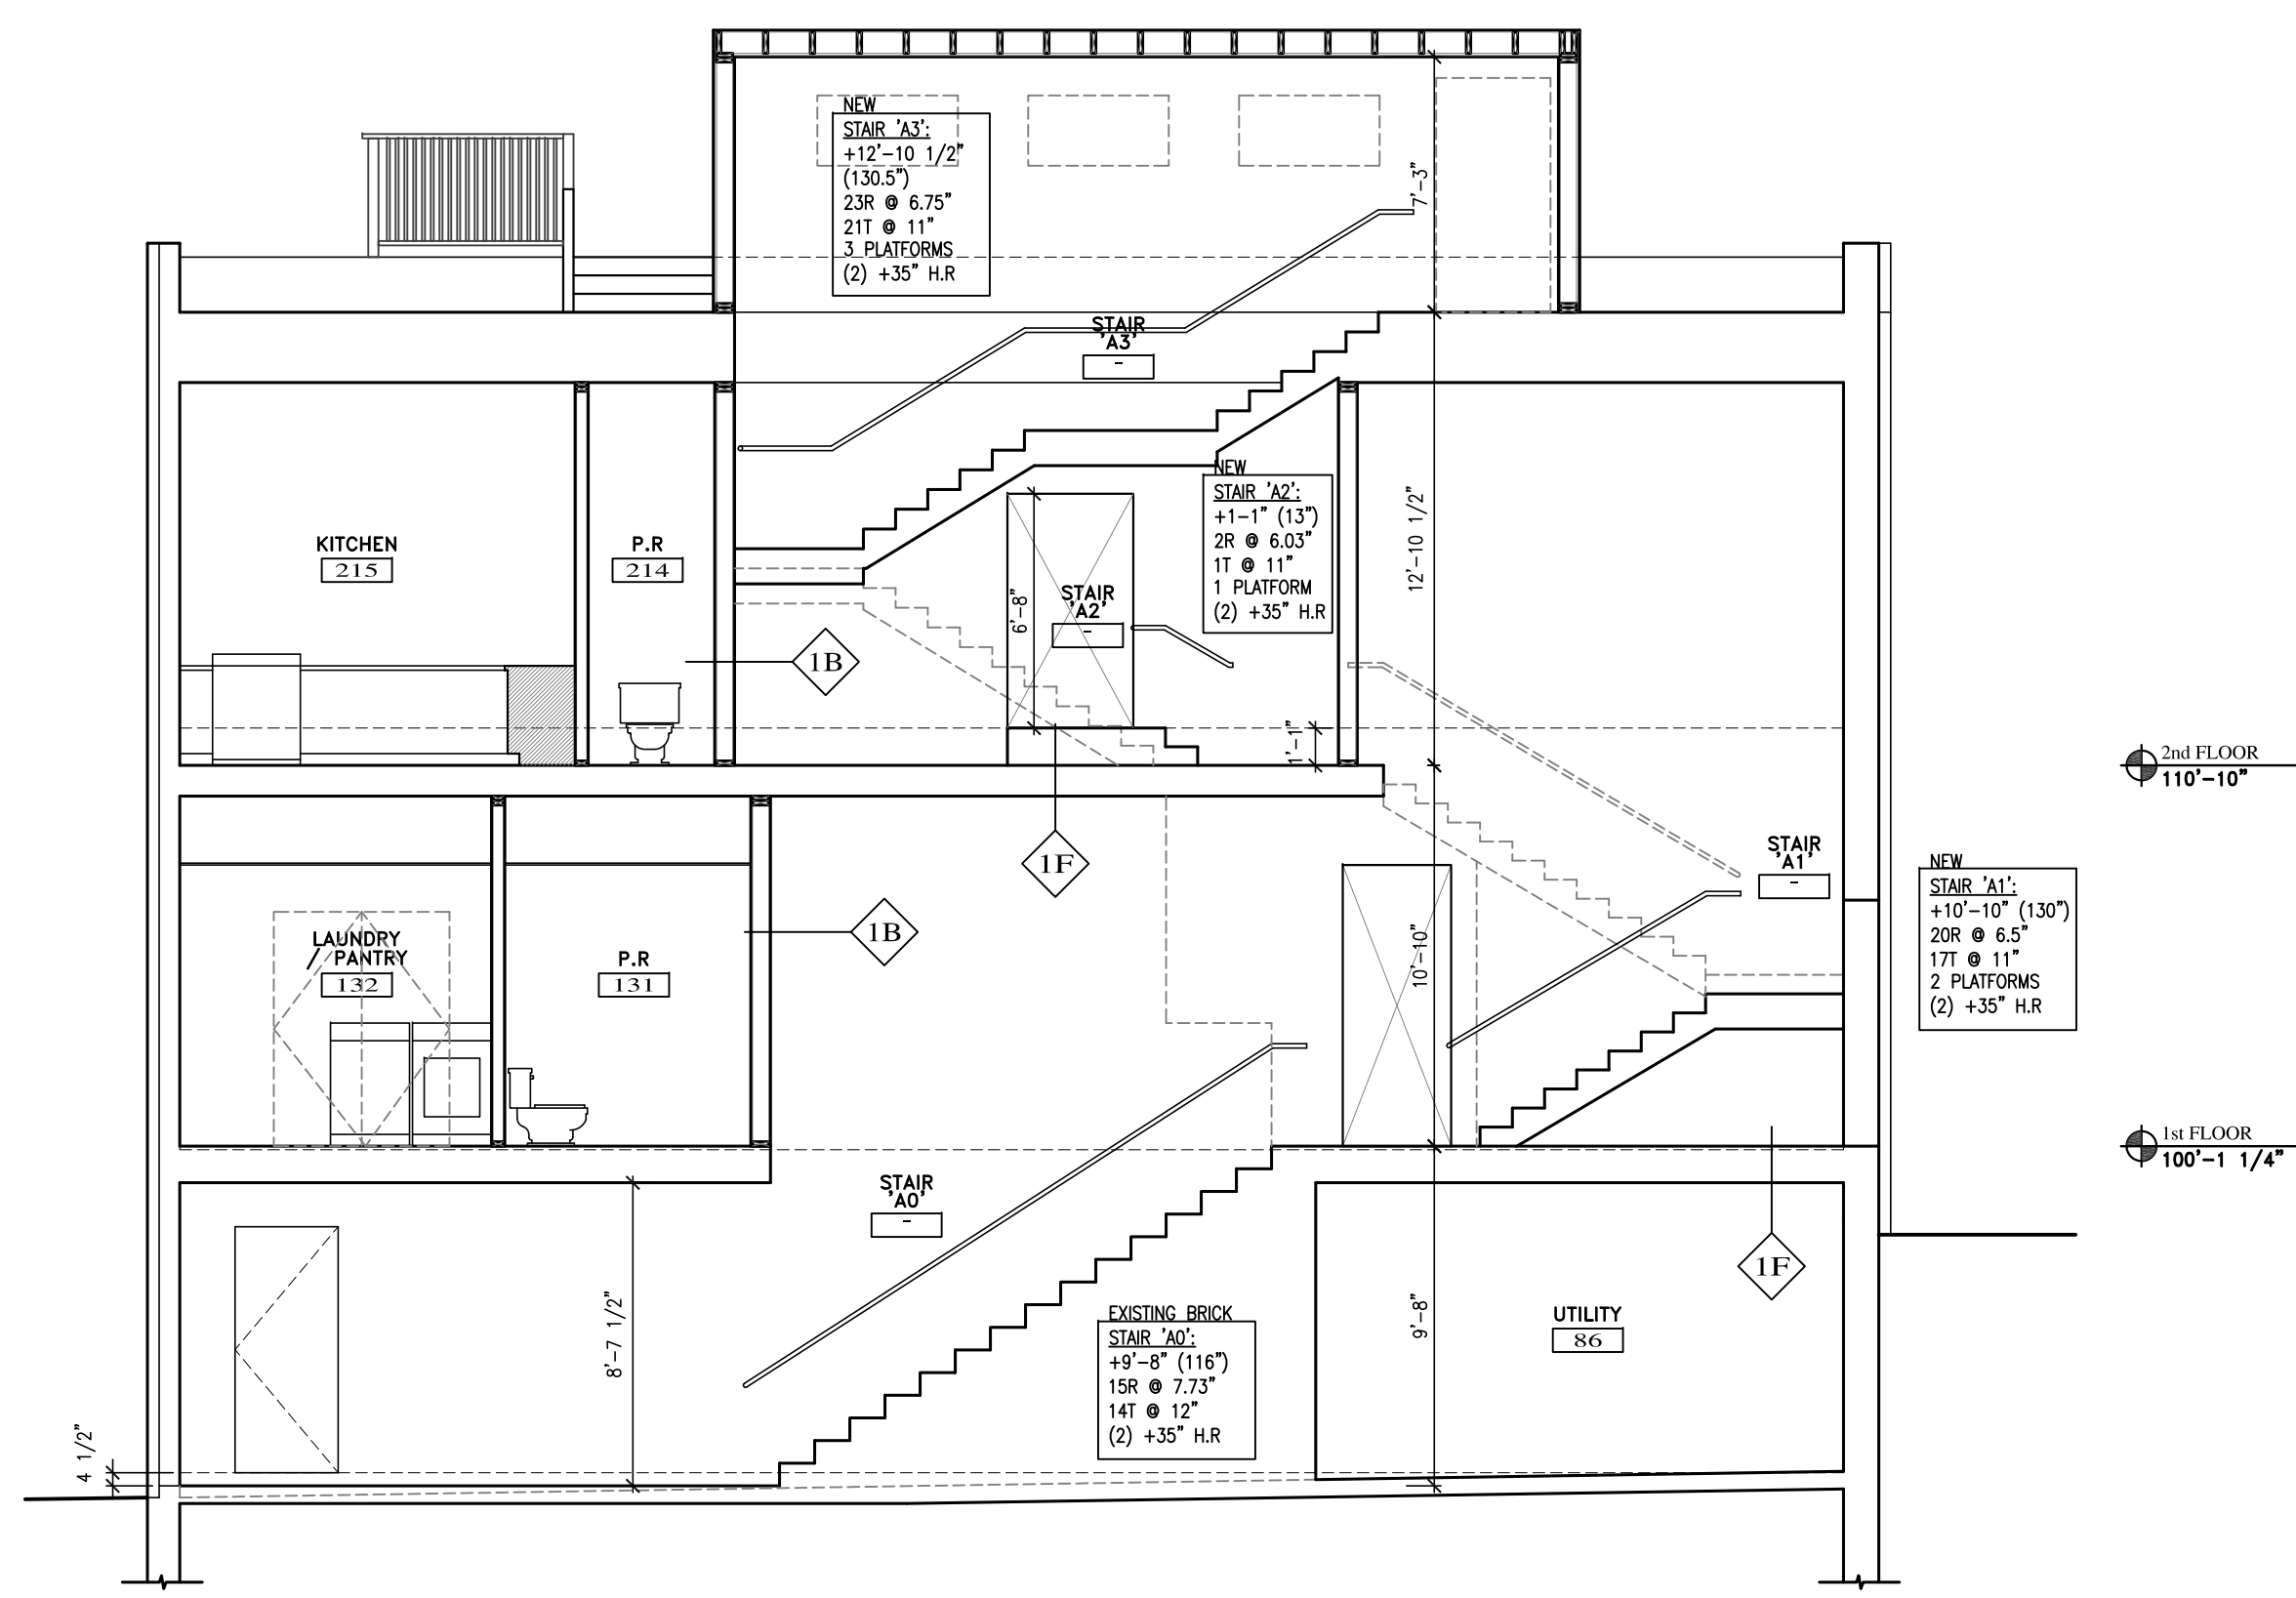 NEW
STAIR 'A3':
+12'-10 1/2"
(130.5")
23R @ 6.75"
21T @ 11"
3 PLATFORMS
(2) +35" H.R
7'-3"
STAIR
'A3'
-
NEW
STAIR 'A2':
+1-1" (13")
2R @ 6.03"
1T @ 11"
1 PLATFORM
(2) +35" H.R
12'-10 1/2"
KITCHEN
215
P.R
214
1B
6'-8"
STAIR
'A2'
-
1'-1"
2nd FLOOR
110'-10"
1F
STAIR
'A1'
-
NEW
STAIR 'A1':
+10'-10" (130")
20R @ 6.5"
17T @ 11"
2 PLATFORMS
(2) +35" H.R
LAUNDRY
/ PANTRY
132
P.R
131
1B
10'-10"
1st FLOOR
100'-1 1/4"
STAIR
'A0'
-
1F
8'-7 1/2"
EXISTING BRICK
STAIR 'A0':
+9'-8" (116")
15R @ 7.73"
14T @ 12"
(2) +35" H.R
9'-8"
UTILITY
86
4 1/2"